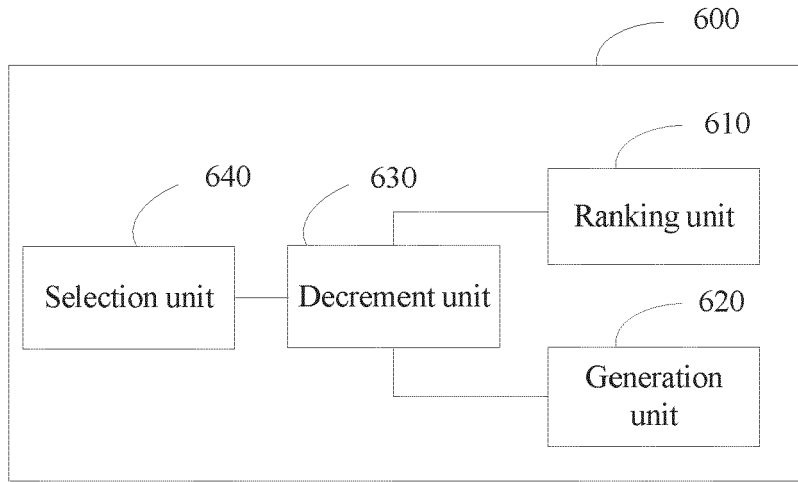 600
610
640
630
Ranking unit
Selection unit
Decrement unit
620
Generation
unit